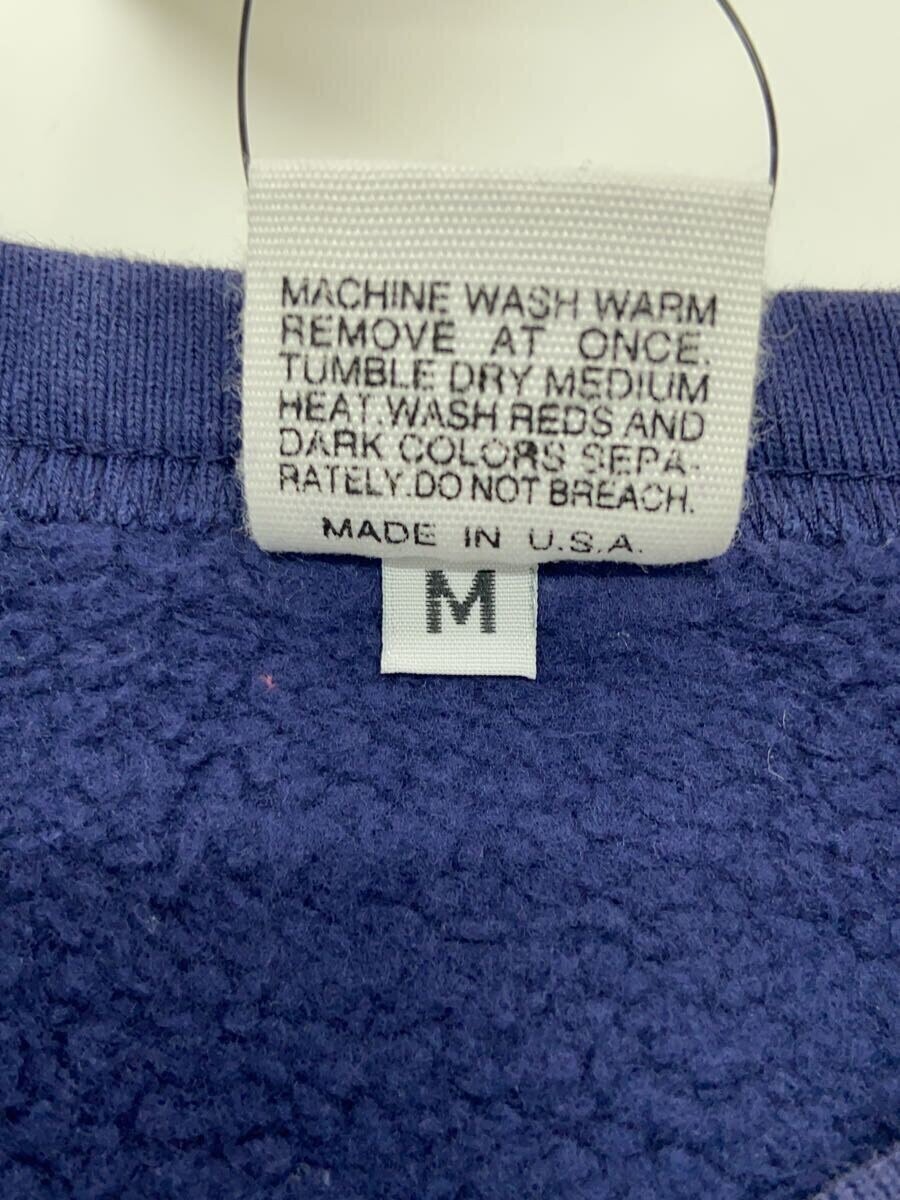 MACHINE WASH WARM
REMOVE AT ONCE.
TUMBLE DRY MEDIUM
HEAT.WASH REDS AND
DARK COLORS SEPA-
RATELY.DO NOT BREACH.
MADE IN U.S.A.
M